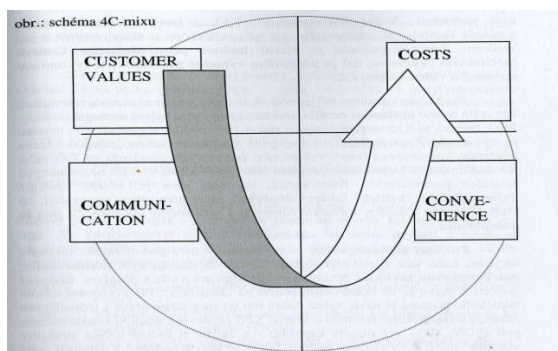 obr.: schéma 4C-mixu
CUSTOMER
VALUES
COSTS
COMMUNI-
CATION
CONVE-
NIENCE